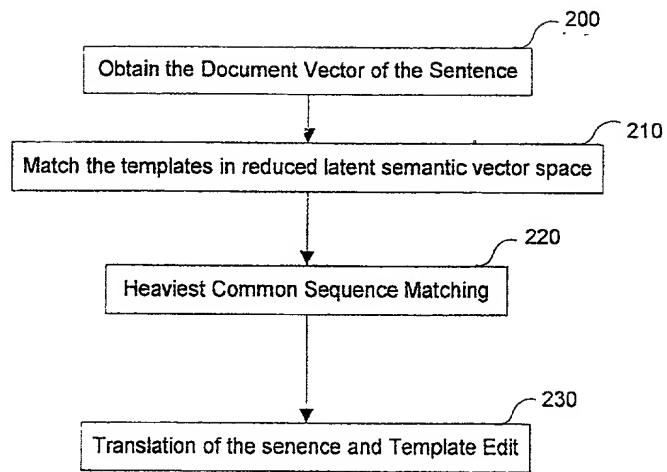 200
Obtain the Document Vector of the Sentence
210
Match the templates in reduced latent semantic vector space
220
Heaviest Common Sequence Matching
230
Translation of the senence and Template Edit